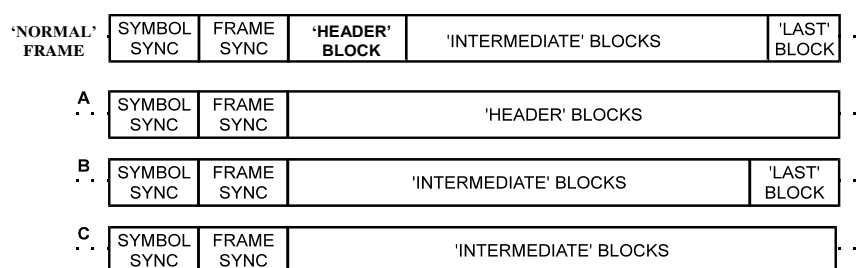 'NORMAL' FRAME SYMBOL SYNC FRAME SYNC 'HEADER' BLOCK 'INTERMEDIATE' BLOCKS 'LAST' BLOCK
A SYMBOL SYNC FRAME SYNC 'HEADER' BLOCKS
B SYMBOL SYNC FRAME SYNC 'INTERMEDIATE' BLOCKS 'LAST' BLOCK
C SYMBOL SYNC FRAME SYNC 'INTERMEDIATE' BLOCKS